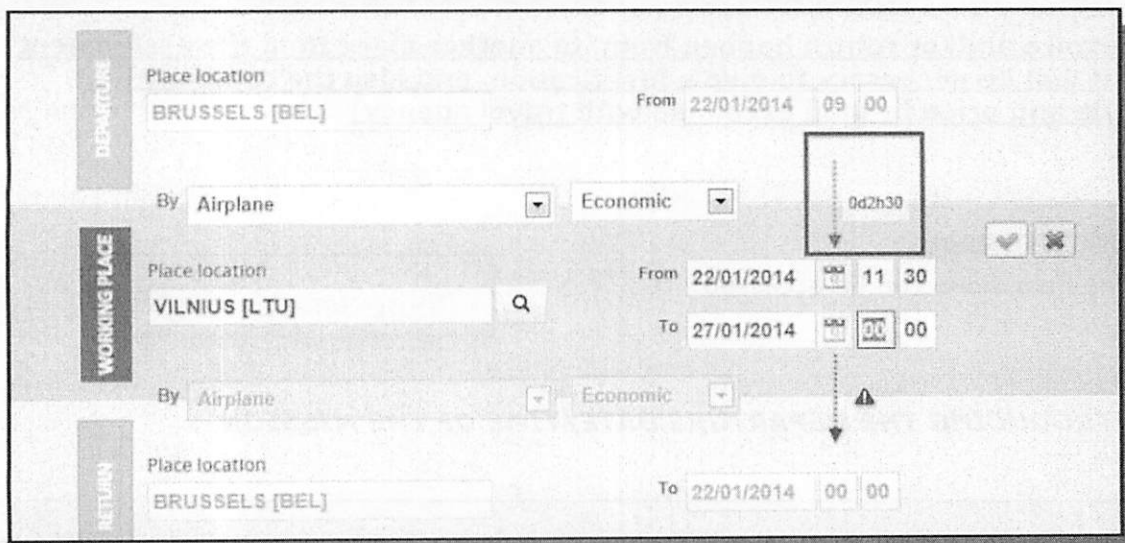 DEPARTURE
Place location
BRUSSELS [BEL]
From 22/01/2014 09 00
By Airplane Economic 0d2h30
WORKING PLACE
Place location
VILNIUS [LTU]
From 22/01/2014 11 30
To 27/01/2014 00 00
By Airplane Economic
RETURN
Place location
BRUSSELS [BEL]
To 22/01/2014 00 00